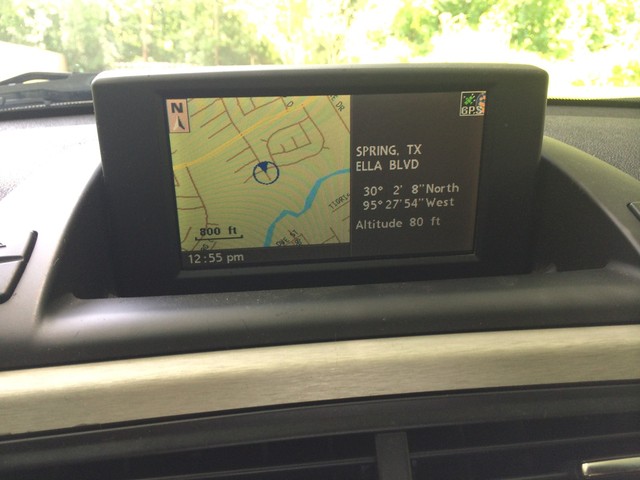 N
GPS
SPRING, TX
ELLA BLVD
30° 2' 8"North
95°27'54"West
Altitude 80 ft
800 ft
12:55 pm